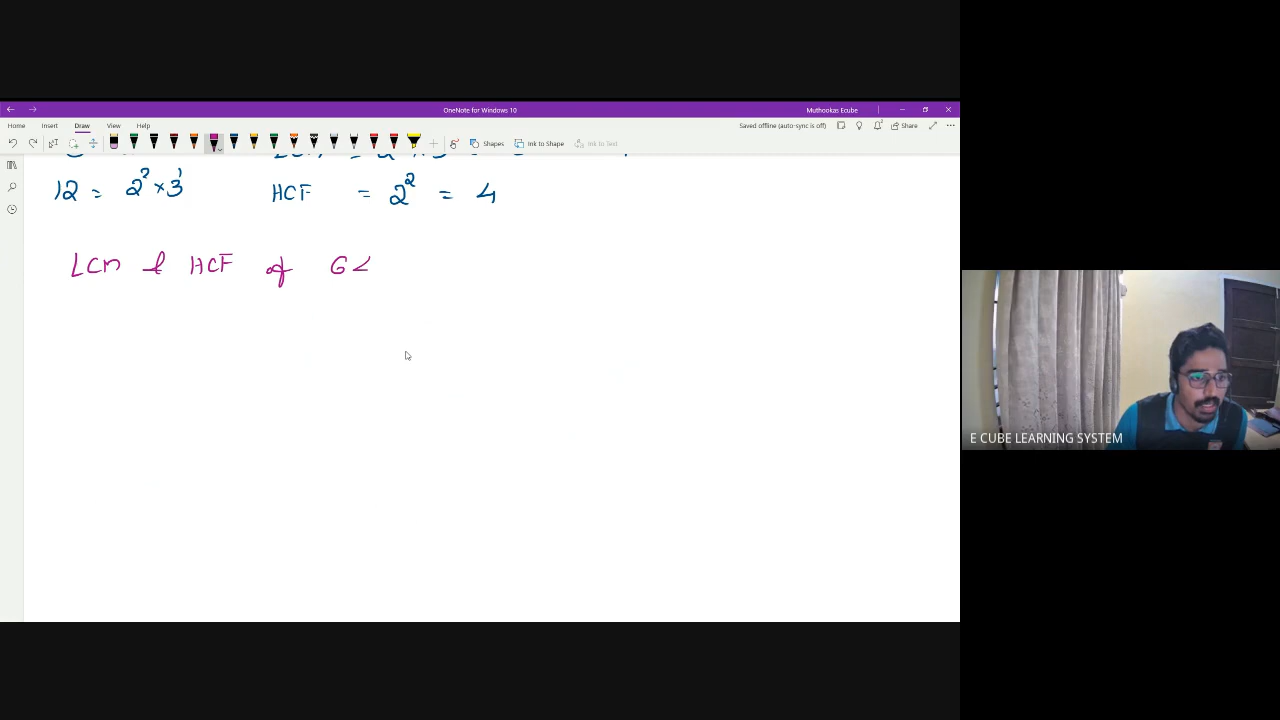 OneNote for Windows 10
Muthookas Ecube
Home Insert Draw View Help
Saved offline (auto-sync is off) Share
Shapes Ink to Shape Ink to Text
12 = 2² × 3¹ HCF = 2² = 4
LCM & HCF of 6
E CUBE LEARNING SYSTEM